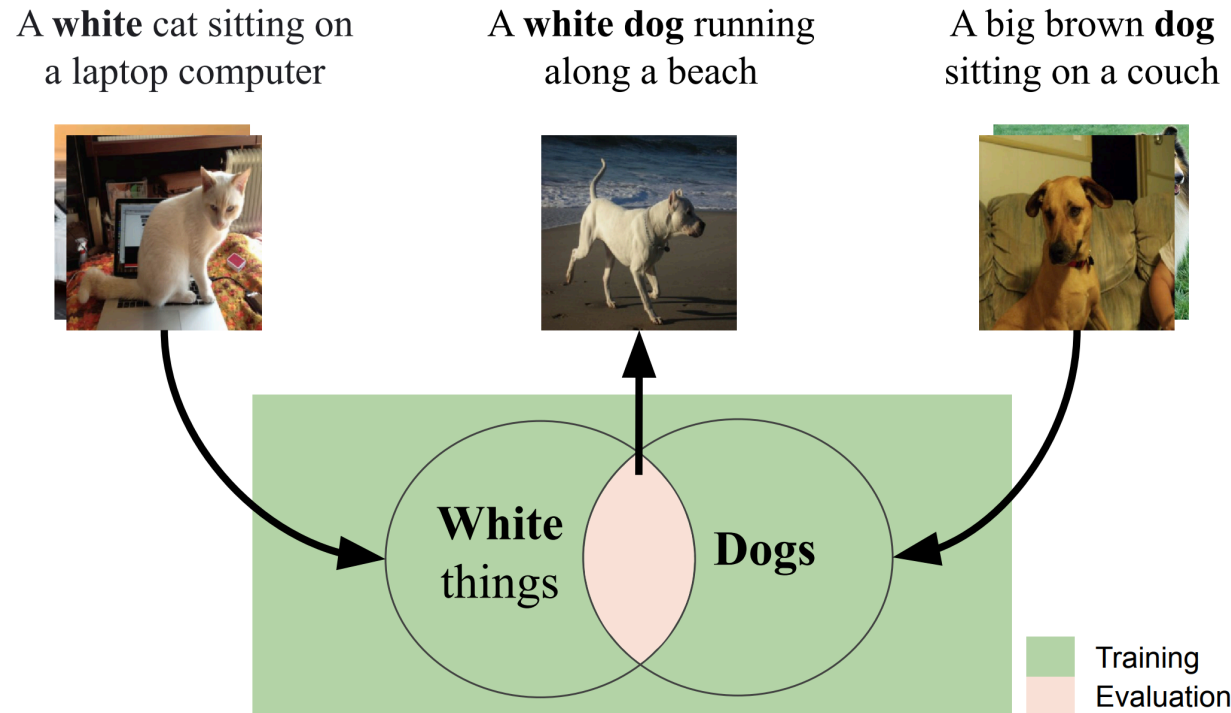 A white cat sitting on
a laptop computer
A white dog running
along a beach
A big brown dog
sitting on a couch
White
things
Dogs
Training
Evaluation